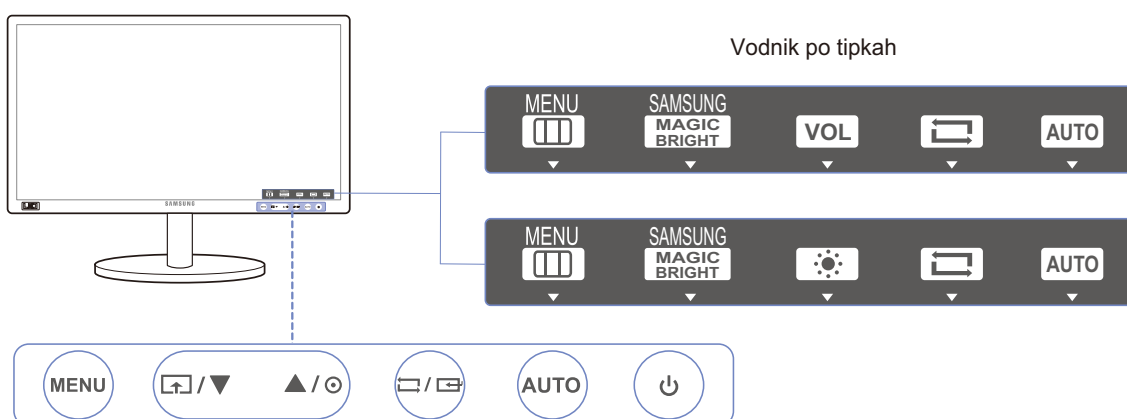 Vodnik po tipkah
MENU SAMSUNG
MAGIC
BRIGHT
VOL
AUTO
SAMSUNG
MENU SAMSUNG
MAGIC
BRIGHT
AUTO
MENU
AUTO